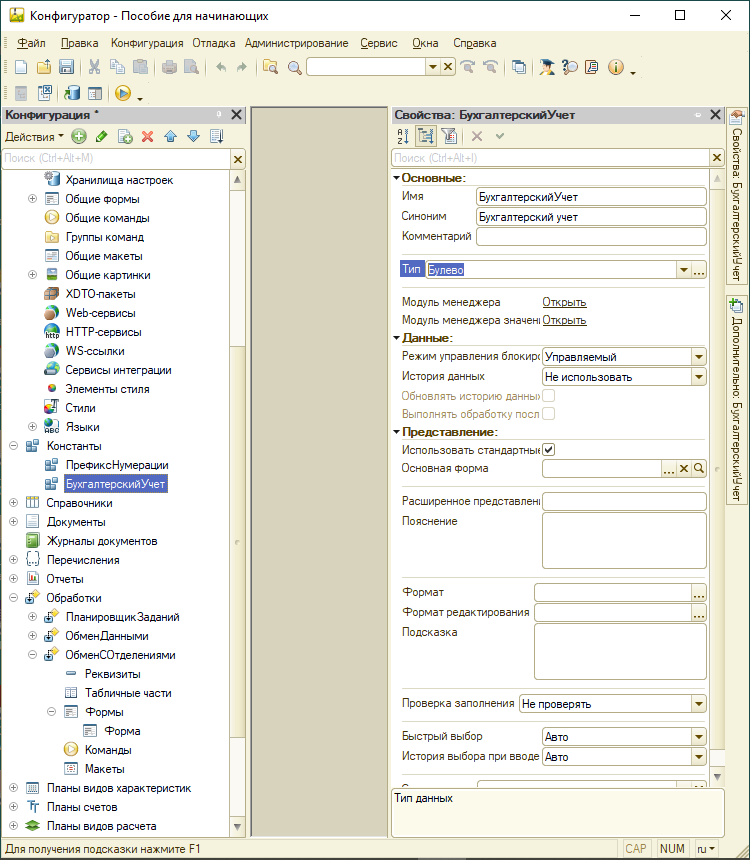 Конфигуратор - Пособие для начинающих
Файл Правка Конфигурация Отладка Администрирование Сервис Окна Справка
Конфигурация *
Действия
Поиск (Ctrl+Alt+M)
Хранилища настроек
Общие формы
Общие команды
Группы команд
Общие макеты
Общие картинки
XDTO-пакеты
Web-сервисы
HTTP-сервисы
WS-ссылки
Сервисы интеграции
Элементы стиля
Стили
Языки
Константы
ПрефиксНумерации
БухгалтерскийУчет
Справочники
Документы
Журналы документов
Перечисления
Отчеты
Обработки
ПланировщикЗаданий
ОбменДанными
ОбменСОтделениями
Реквизиты
Табличные части
Формы
Форма
Команды
Макеты
Планы видов характеристик
Планы счетов
Планы видов расчета
Свойства: БухгалтерскийУчет
Поиск (Ctrl+Alt+I)
Основные:
Имя БухгалтерскийУчет
Синоним Бухгалтерский учет
Комментарий
Тип Булево
Модуль менеджера Открыть
Модуль менеджера значени Открыть
Данные:
Режим управления блокиро Управляемый
История данных Не использовать
Обновлять историю данных
Выполнять обработку посл
Представление:
Использовать стандартные
Основная форма
Расширенное представлен
Пояснение
Формат
Формат редактирования
Подсказка
Проверка заполнения Не проверять
Быстрый выбор Авто
История выбора при вводе Авто
Тип данных
Свойства: БухгалтерскийУчет
Дополнительно: БухгалтерскийУчет
Для получения подсказки нажмите F1
CAP NUM ru